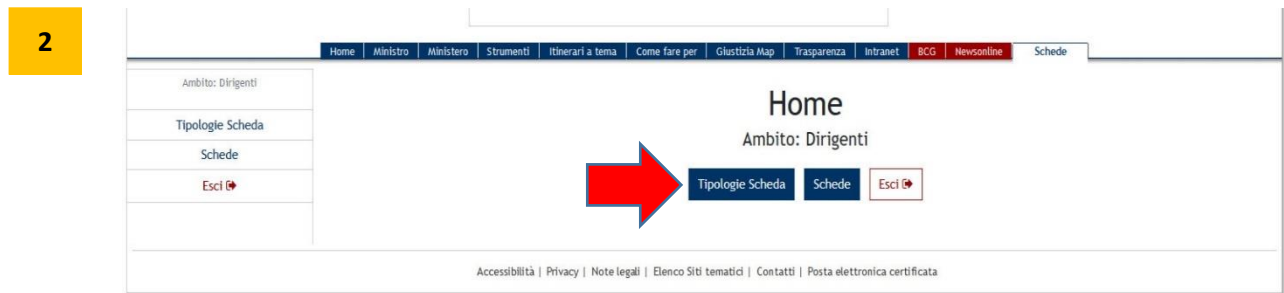 2
Home | Ministro | Ministero | Strumenti | Itinerari a tema | Come fare per | Giustizia Map | Trasparenza | Intranet | BCG | Newsonline | Schede
Ambito: Dirigenti
Tipologie Scheda
Schede
Esci
Home
Ambito: Dirigenti
Tipologie Scheda Schede Esci
Accessibilità | Privacy | Note legali | Elenco Siti tematici | Contatti | Posta elettronica certificata